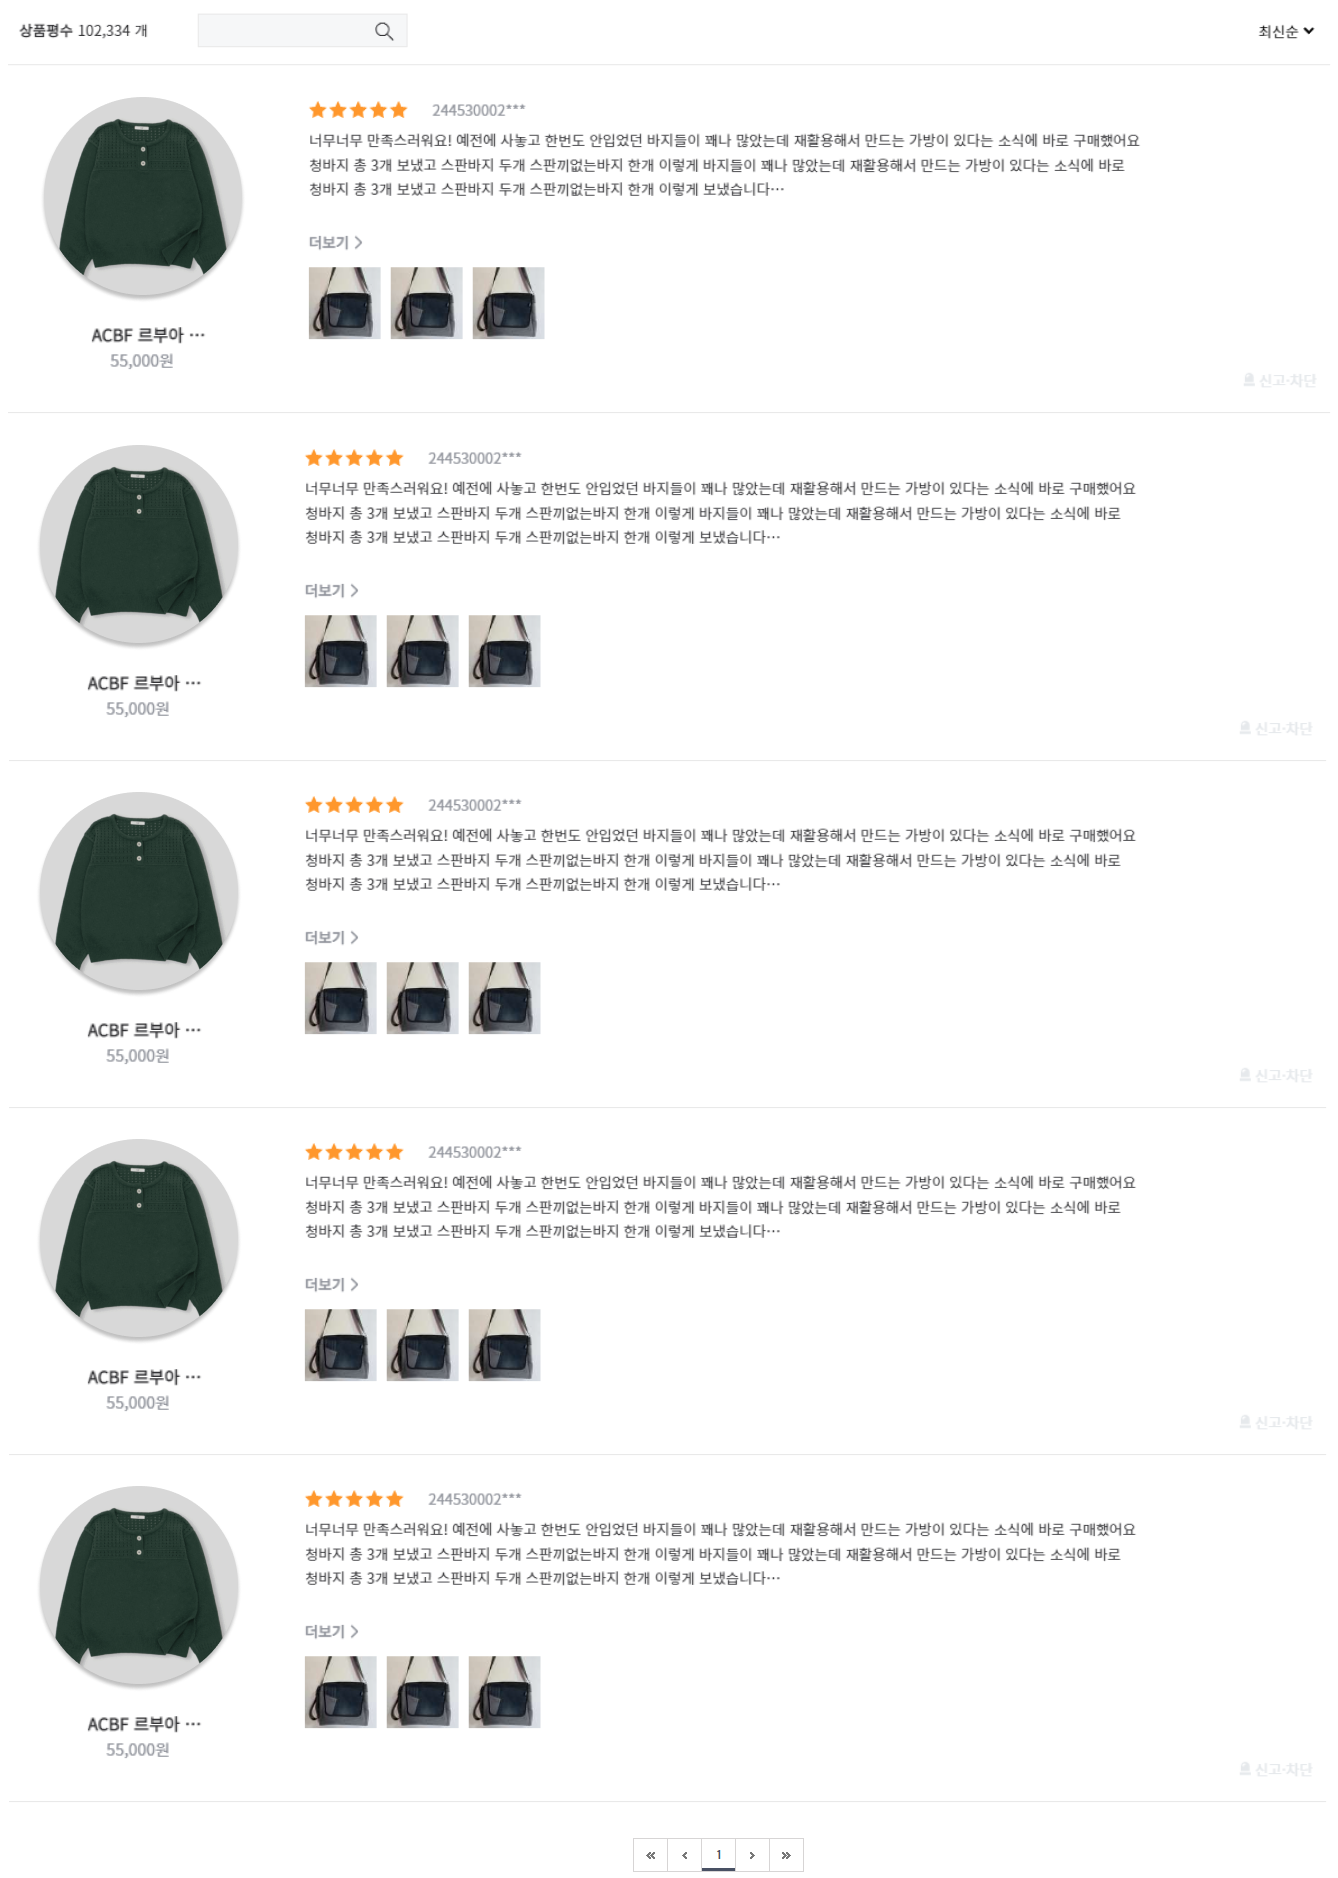 상품평수 102,334 개
최신순
244530002***
너무너무 만족스러워요! 예전에 사놓고 한번도 안입었던 바지들이 꽤나 많았는데 재활용해서 만드는 가방이 있다는 소식에 바로 구매했어요
청바지 총 3개 보냈고 스판바지 두개 스판끼없는바지 한개 이렇게 바지들이 꽤나 많았는데 재활용해서 만드는 가방이 있다는 소식에 바로
청바지 총 3개 보냈고 스판바지 두개 스판끼없는바지 한개 이렇게 보냈습니다⋯
더보기 >
ACBF 르부아 ⋯
55,000원
신고·차단
244530002***
너무너무 만족스러워요! 예전에 사놓고 한번도 안입었던 바지들이 꽤나 많았는데 재활용해서 만드는 가방이 있다는 소식에 바로 구매했어요
청바지 총 3개 보냈고 스판바지 두개 스판끼없는바지 한개 이렇게 바지들이 꽤나 많았는데 재활용해서 만드는 가방이 있다는 소식에 바로
청바지 총 3개 보냈고 스판바지 두개 스판끼없는바지 한개 이렇게 보냈습니다⋯
더보기 >
ACBF 르부아 ⋯
55,000원
신고·차단
244530002***
너무너무 만족스러워요! 예전에 사놓고 한번도 안입었던 바지들이 꽤나 많았는데 재활용해서 만드는 가방이 있다는 소식에 바로 구매했어요
청바지 총 3개 보냈고 스판바지 두개 스판끼없는바지 한개 이렇게 바지들이 꽤나 많았는데 재활용해서 만드는 가방이 있다는 소식에 바로
청바지 총 3개 보냈고 스판바지 두개 스판끼없는바지 한개 이렇게 보냈습니다⋯
더보기 >
ACBF 르부아 ⋯
55,000원
신고·차단
244530002***
너무너무 만족스러워요! 예전에 사놓고 한번도 안입었던 바지들이 꽤나 많았는데 재활용해서 만드는 가방이 있다는 소식에 바로 구매했어요
청바지 총 3개 보냈고 스판바지 두개 스판끼없는바지 한개 이렇게 바지들이 꽤나 많았는데 재활용해서 만드는 가방이 있다는 소식에 바로
청바지 총 3개 보냈고 스판바지 두개 스판끼없는바지 한개 이렇게 보냈습니다⋯
더보기 >
ACBF 르부아 ⋯
55,000원
신고·차단
244530002***
너무너무 만족스러워요! 예전에 사놓고 한번도 안입었던 바지들이 꽤나 많았는데 재활용해서 만드는 가방이 있다는 소식에 바로 구매했어요
청바지 총 3개 보냈고 스판바지 두개 스판끼없는바지 한개 이렇게 바지들이 꽤나 많았는데 재활용해서 만드는 가방이 있다는 소식에 바로
청바지 총 3개 보냈고 스판바지 두개 스판끼없는바지 한개 이렇게 보냈습니다⋯
더보기 >
ACBF 르부아 ⋯
55,000원
신고·차단
« ‹ 1 › »